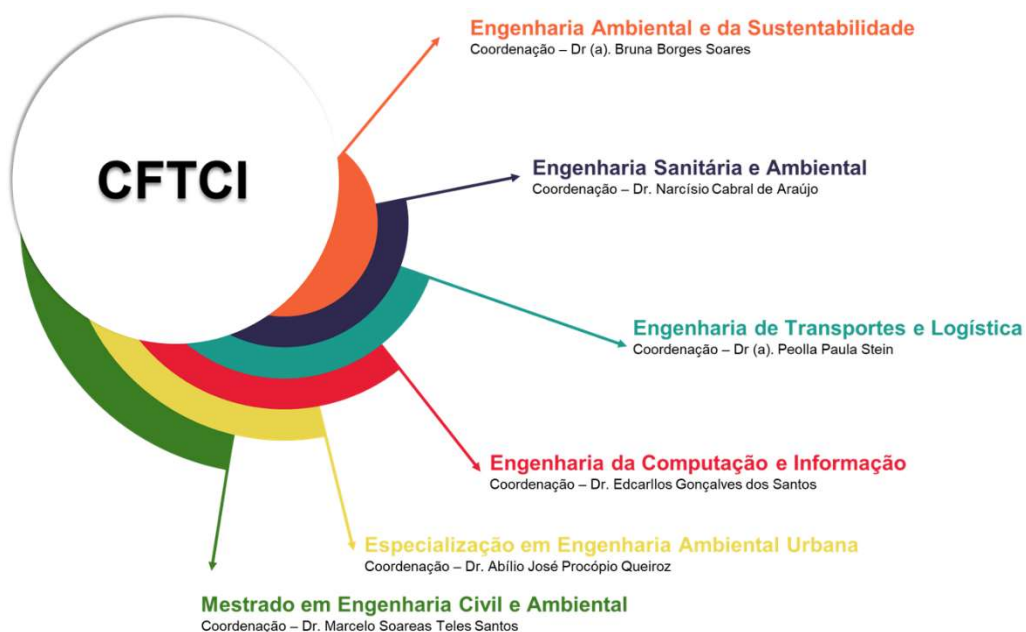 CFTCI
Engenharia Ambiental e da Sustentabilidade
Coordenação – Dr (a). Bruna Borges Soares
Engenharia Sanitária e Ambiental
Coordenação – Dr. Narcísio Cabral de Araújo
Engenharia de Transportes e Logística
Coordenação – Dr (a). Peolla Paula Stein
Engenharia da Computação e Informação
Coordenação – Dr. Edcarllos Gonçalves dos Santos
Especialização em Engenharia Ambiental Urbana
Coordenação – Dr. Abílio José Procópio Queiroz
Mestrado em Engenharia Civil e Ambiental
Coordenação – Dr. Marcelo Soareas Teles Santos